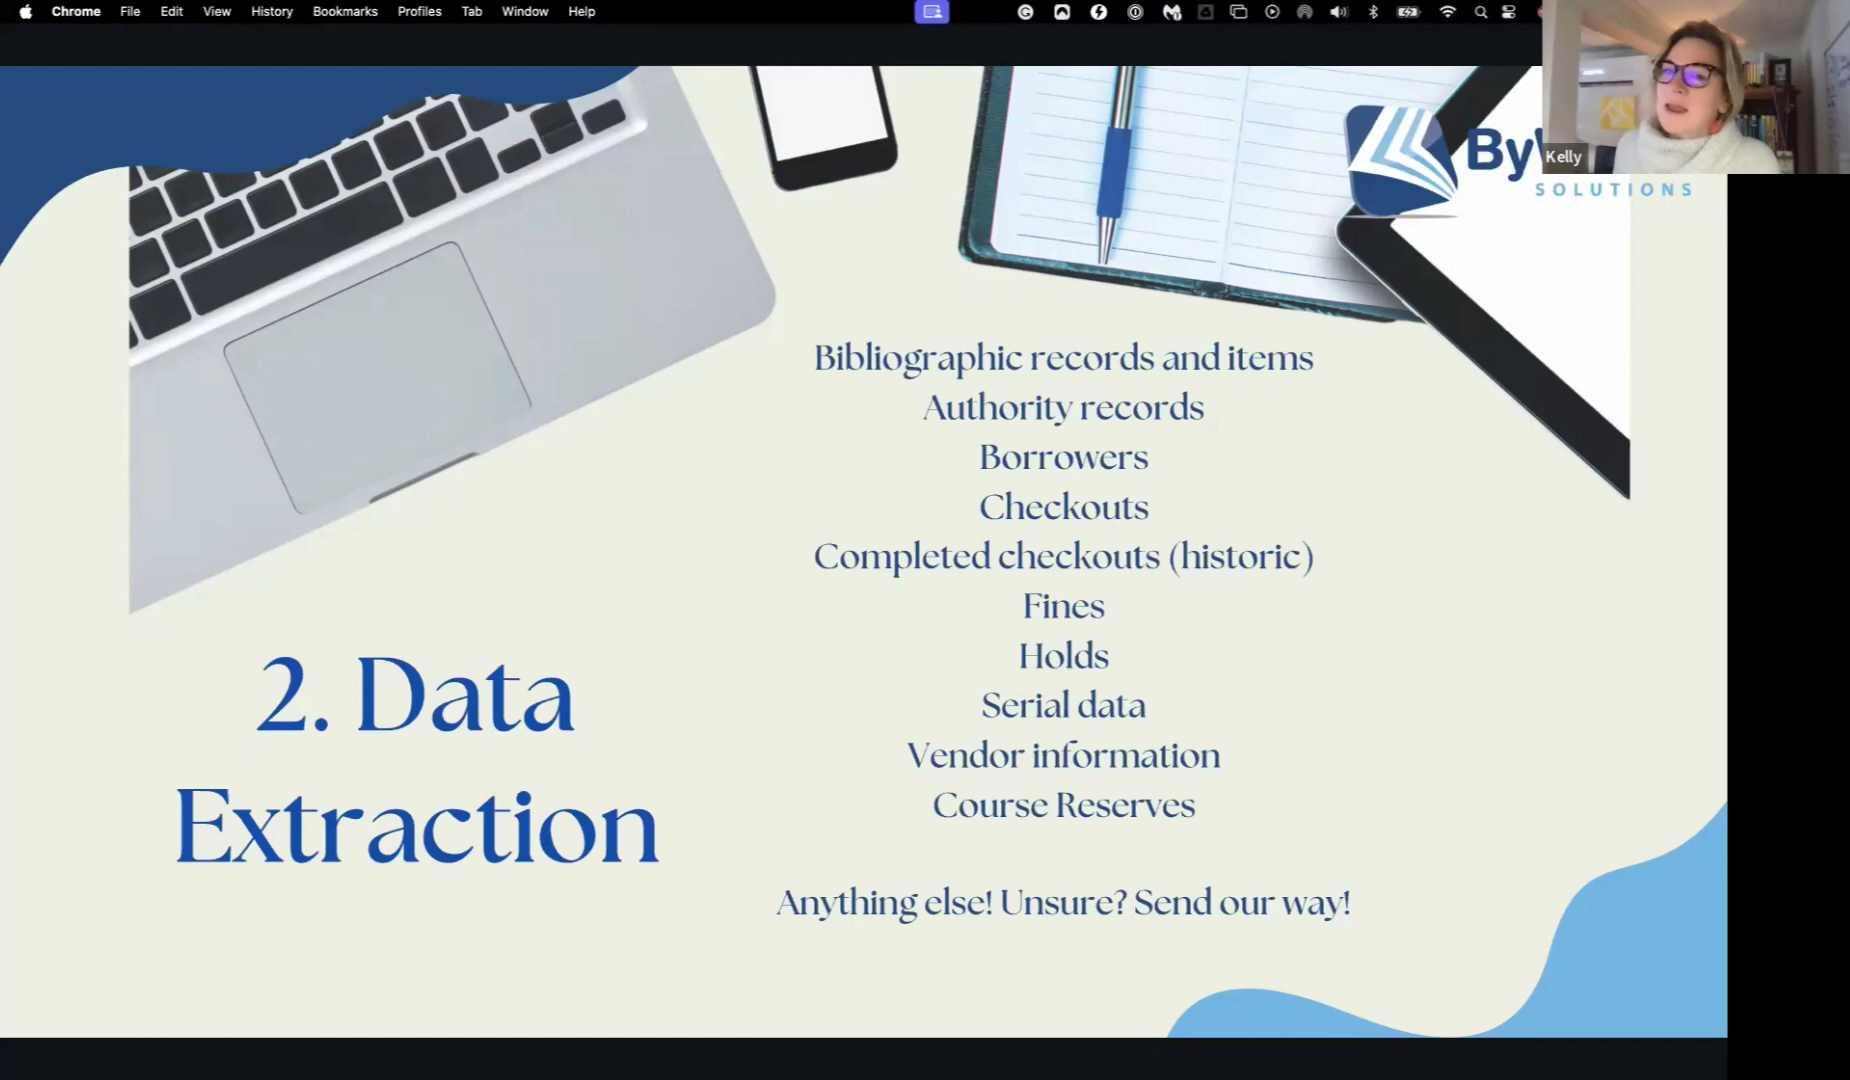 Chrome File Edit View History Bookmarks Profiles Tab Window Help
By
Kelly
SOLUTIONS
Bibliographic records and items
Authority records
Borrowers
Checkouts
Completed checkouts (historic)
Fines
Holds
Serial data
Vendor information
Course Reserves
Anything else! Unsure? Send our way!
2. Data
Extraction